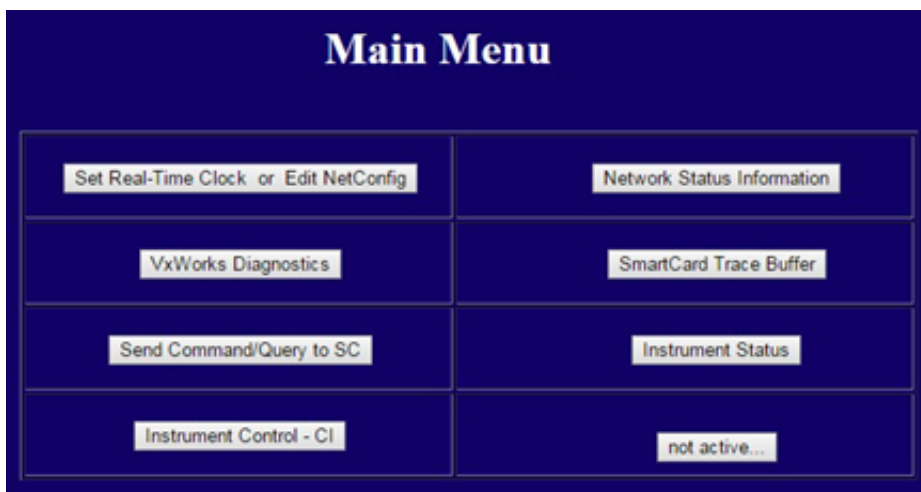 Main Menu
Set Real-Time Clock or Edit NetConfig
Network Status Information
VxWorks Diagnostics
SmartCard Trace Buffer
Send Command/Query to SC
Instrument Status
Instrument Control - CI
not active...